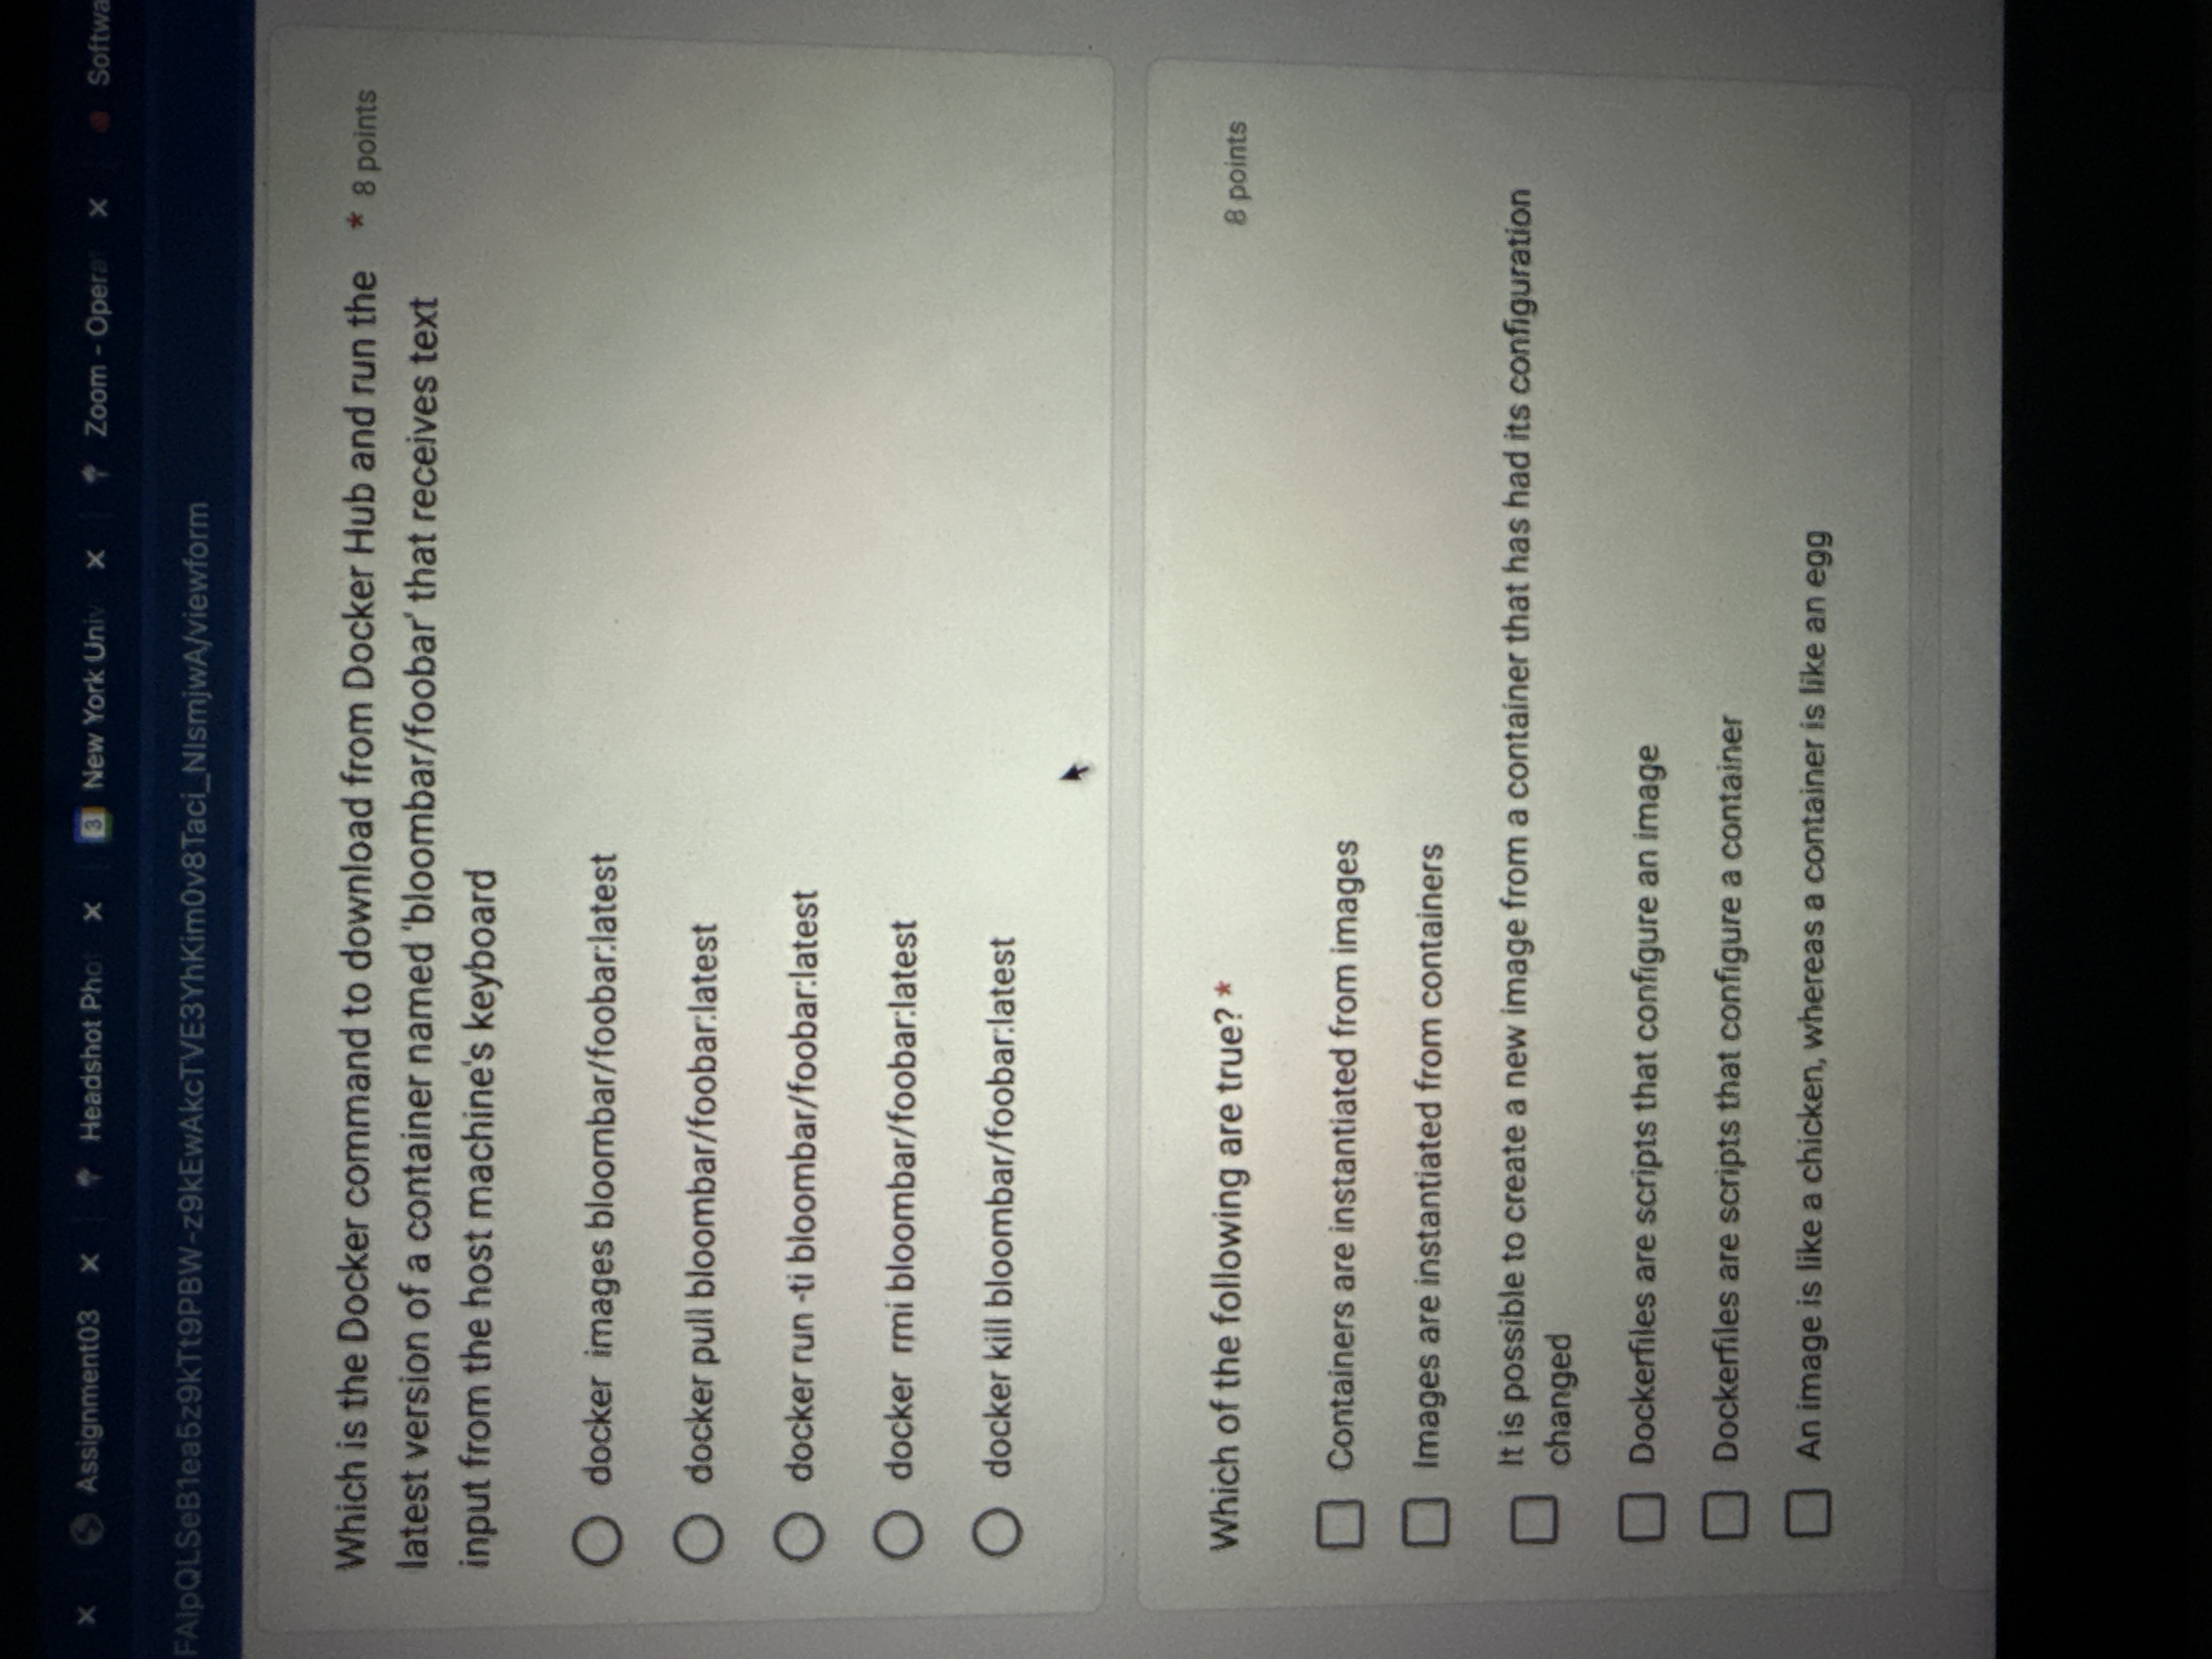 Assignment03
Headshot Pho
3
New York Univ
Zoom - Opera
Softwa
FAIpQLSeB1ea5z9kTt9PBW-z9kEwAkcTVE3YhKim0v8Taci_NIsmjwA/viewform
Which is the Docker command to download from Docker Hub and run the * 8 points
latest version of a container named 'bloombar/foobar' that receives text
input from the host machine's keyboard
docker images bloombar/foobar:latest
docker pull bloombar/foobar:latest
docker run -ti bloombar/foobar:latest
docker rmi bloombar/foobar:latest
docker kill bloombar/foobar:latest
Which of the following are true? * 8 points
Containers are instantiated from images
Images are instantiated from containers
It is possible to create a new image from a container that has had its configuration
changed
Dockerfiles are scripts that configure an image
Dockerfiles are scripts that configure a container
An image is like a chicken, whereas a container is like an egg